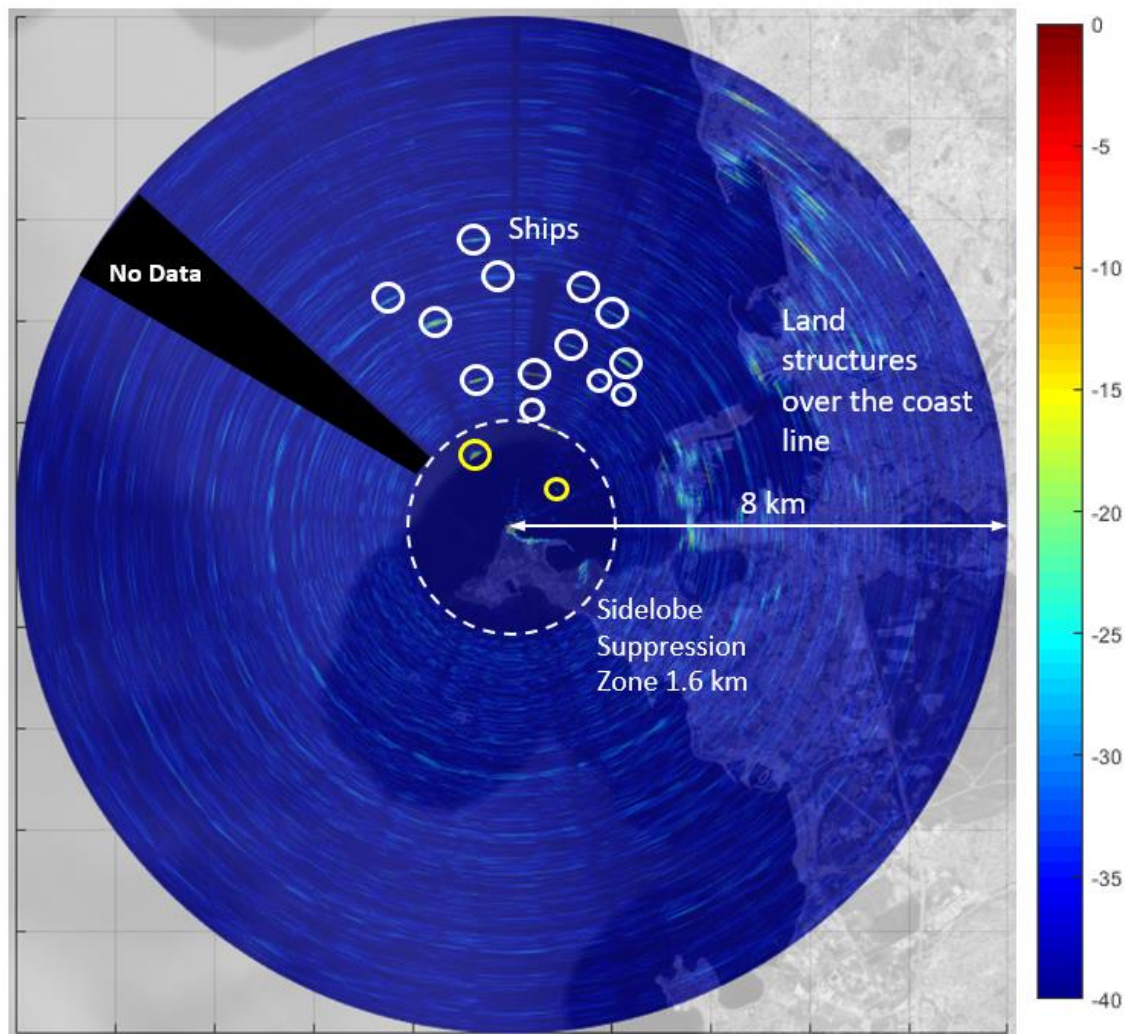 0
-5
-10
-15
-20
-25
-30
-35
-40
Ships
No Data
Land
structures
over the coast
line
8 km
Sidelobe
Suppression
Zone 1.6 km